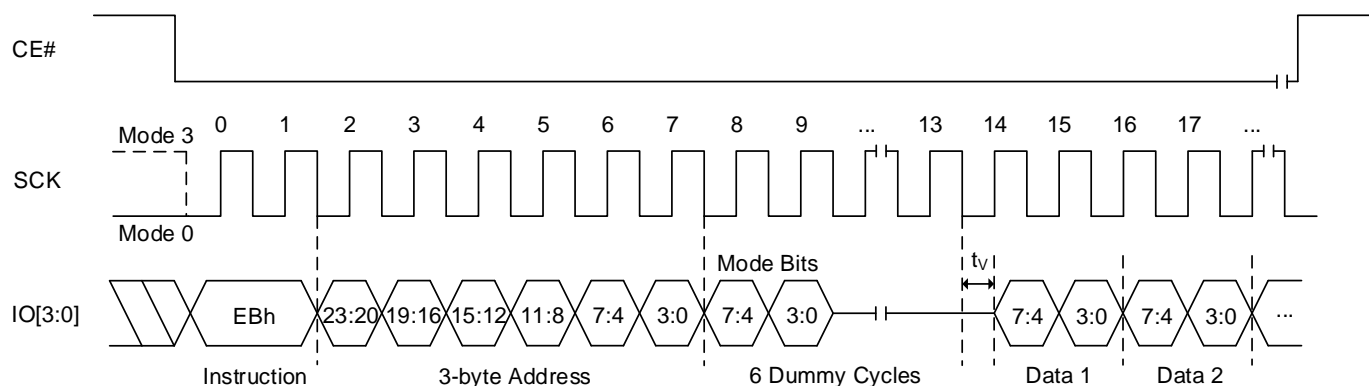 CE#
0 1 2 3 4 5 6 7 8 9 ... 13 14 15 16 17 ...
Mode 3
SCK
Mode 0
Mode Bits
tV
IO[3:0]
EBh 23:20 19:16 15:12 11:8 7:4 3:0 7:4 3:0 7:4 3:0 7:4 3:0 ...
Instruction 3-byte Address 6 Dummy Cycles Data 1 Data 2